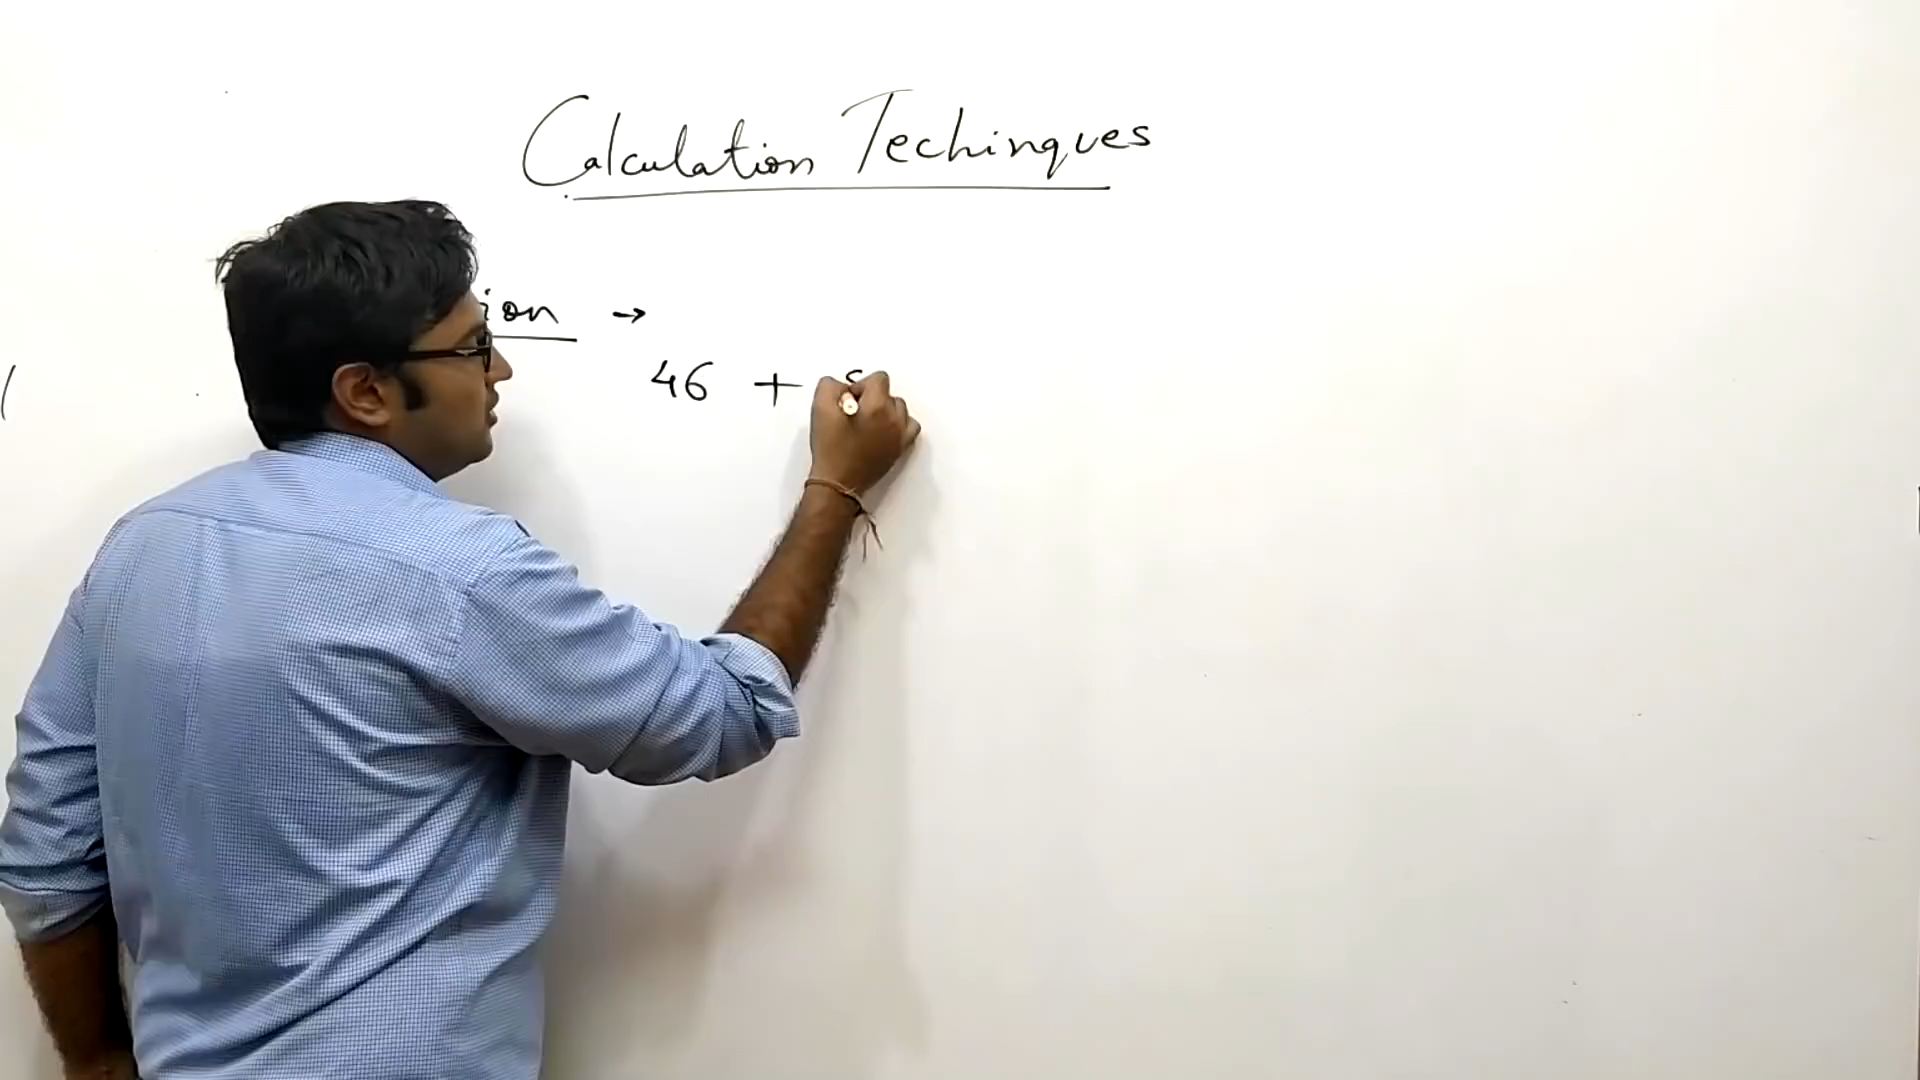 Calculation Techinques
ion →
46 +